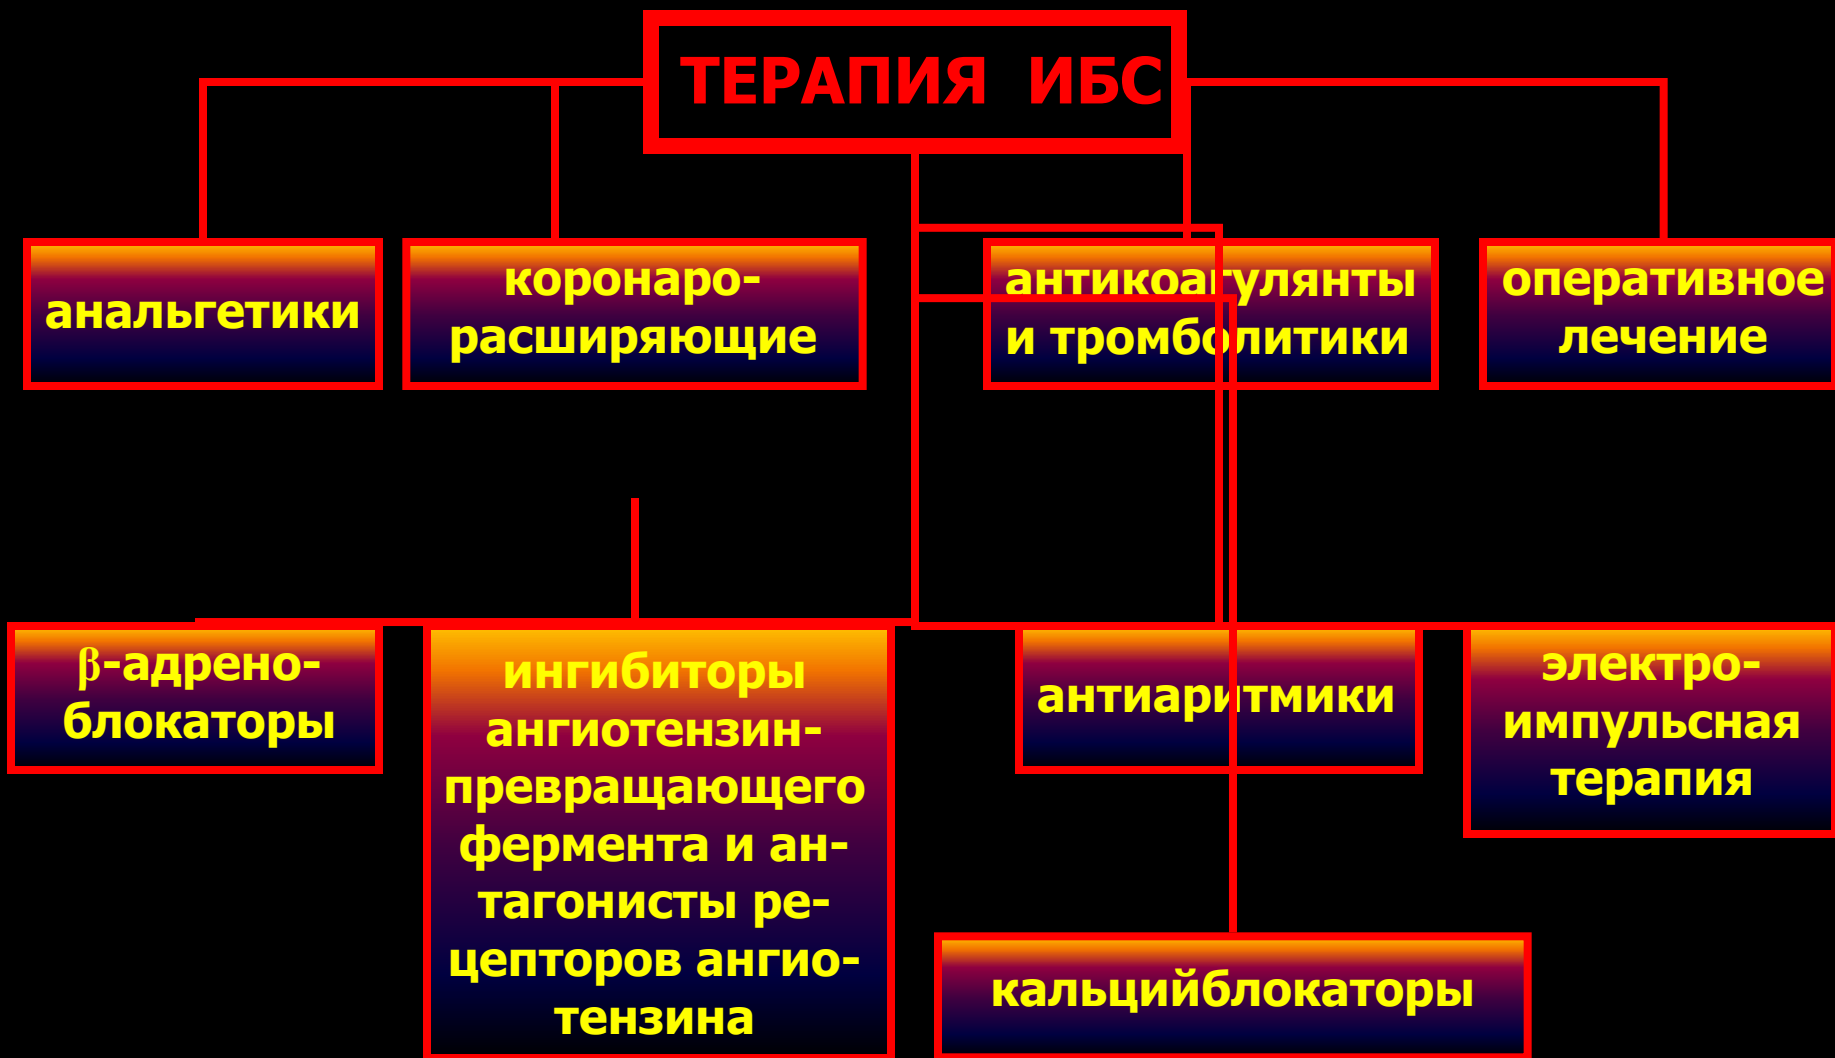 ТЕРАПИЯ ИБС
анальгетики
коронаро-
расширяющие
антикоагулянты
и тромболитики
оперативное
лечение
β-адрено-
блокаторы
ингибиторы
ангиотензин-
превращающего
фермента и ан-
тагонисты ре-
цепторов ангио-
тензина
антиаритмики
электро-
импульсная
терапия
кальцийблокаторы